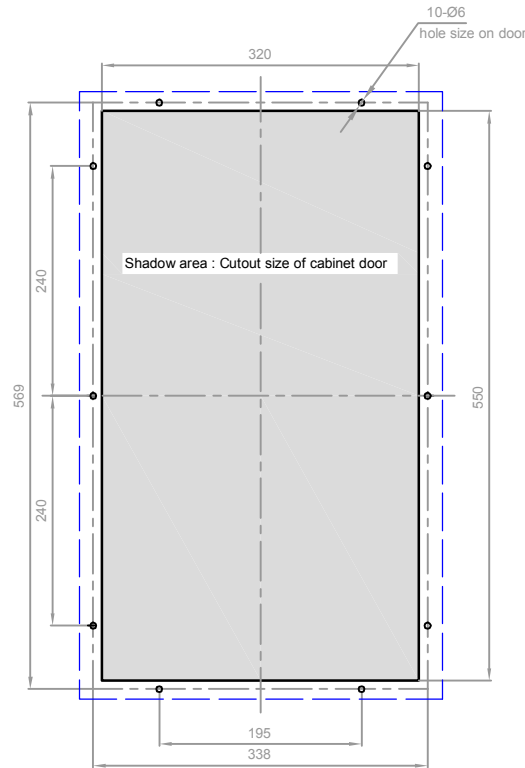 10-Ø6
hole size on door
320
Shadow area : Cutout size of cabinet door
240
569
550
240
195
338